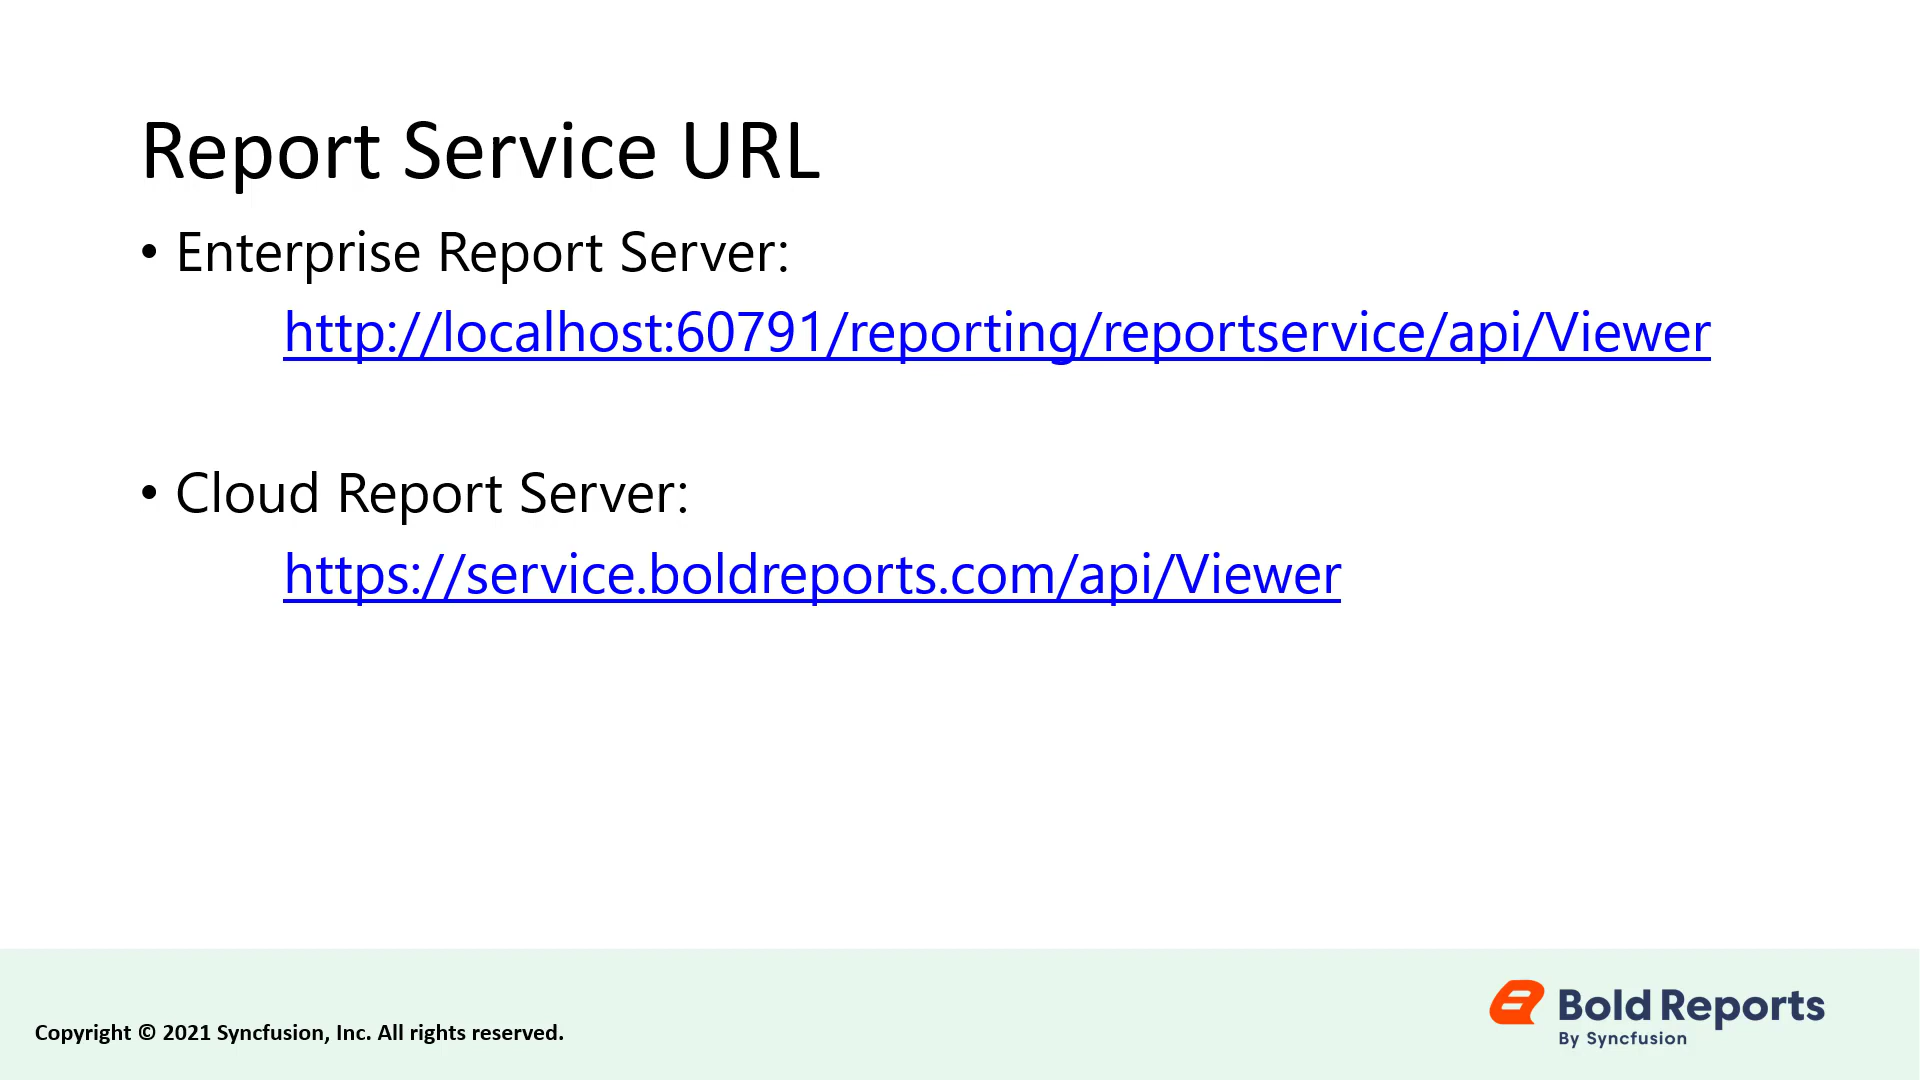 Report Service URL
• Enterprise Report Server:
http://localhost:60791/reporting/reportservice/api/Viewer
• Cloud Report Server:
https://service.boldreports.com/api/Viewer
Copyright © 2021 Syncfusion, Inc. All rights reserved.
Bold Reports
By Syncfusion